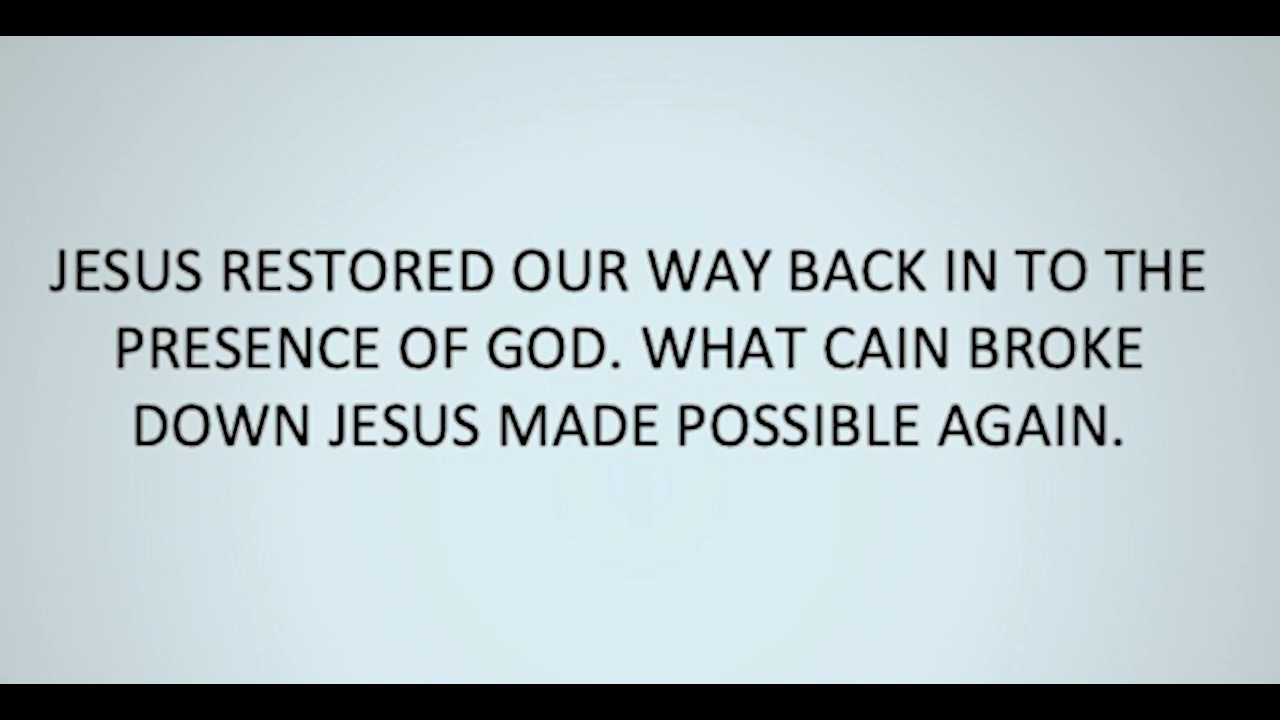 JESUS RESTORED OUR WAY BACK IN TO THE
PRESENCE OF GOD. WHAT CAIN BROKE
DOWN JESUS MADE POSSIBLE AGAIN.